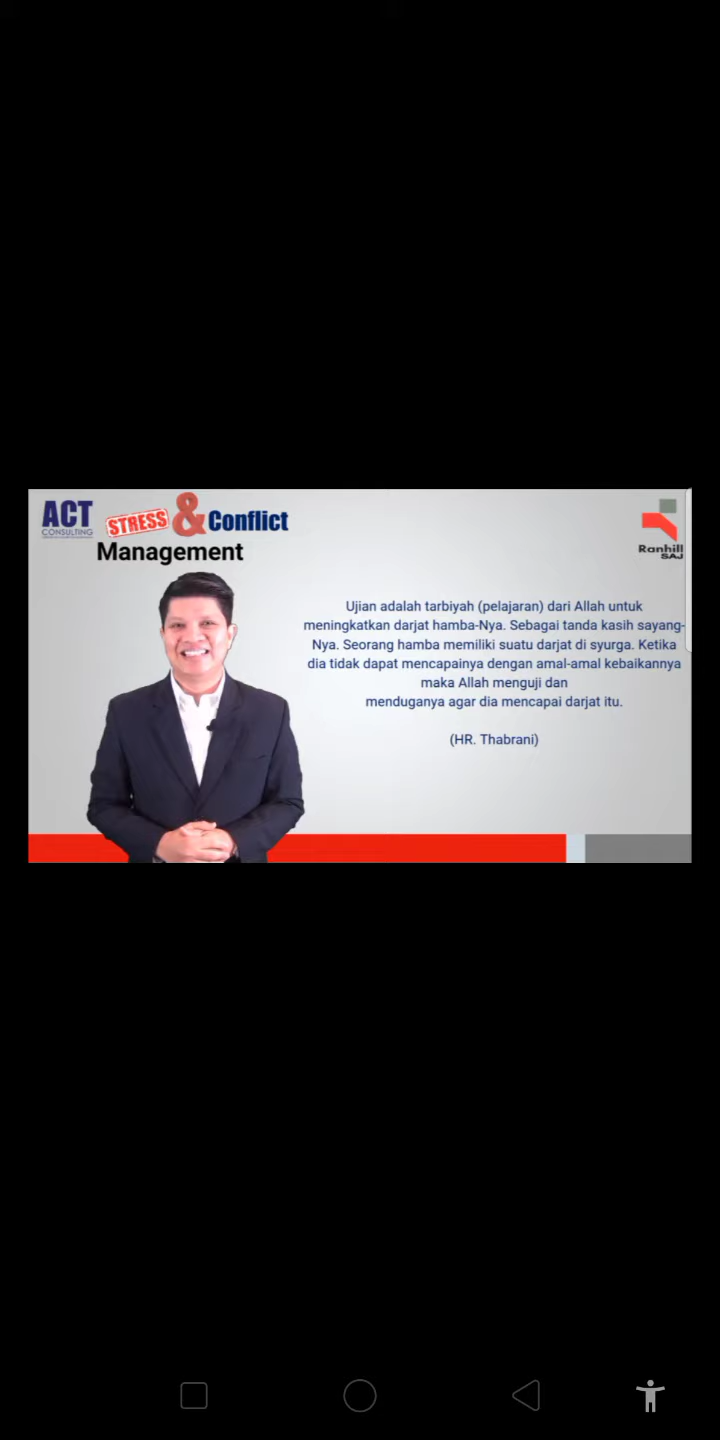 ACT
CONSULTING
STRESS & Conflict
Management
Ranhill
SAJ
Ujian adalah tarbiyah (pelajaran) dari Allah untuk
meningkatkan darjat hamba-Nya. Sebagai tanda kasih sayang-
Nya. Seorang hamba memiliki suatu darjat di syurga. Ketika
dia tidak dapat mencapainya dengan amal-amal kebaikannya
maka Allah menguji dan
menduganya agar dia mencapai darjat itu.
(HR. Thabrani)